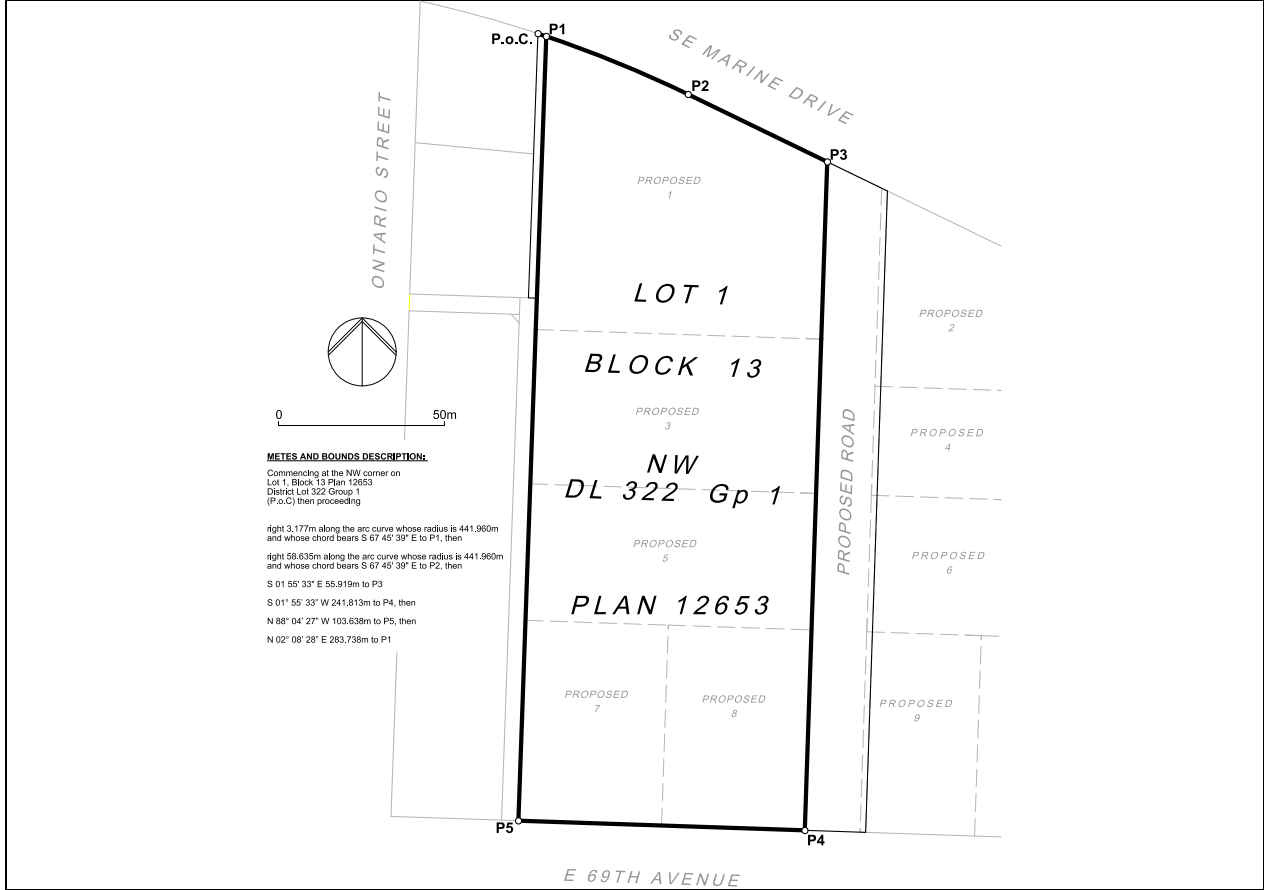 P.o.C.
P1
SE MARINE DRIVE
P2
P3
ONTARIO STREET
PROPOSED
1
LOT 1
PROPOSED
2
BLOCK 13
PROPOSED
3
PROPOSED
4
0 50m
PROPOSED ROAD
METES AND BOUNDS DESCRIPTION:
Commencing at the NW corner on
Lot 1, Block 13 Plan 12653
District Lot 322 Group 1
(P.o.C) then proceeding
right 3.177m along the arc curve whose radius is 441.960m
and whose chord bears S 67 45' 39" E to P1, then
right 58.635m along the arc curve whose radius is 441.960m
and whose chord bears S 67 45' 39" E to P2, then
S 01 55' 33" E 55.919m to P3
S 01° 55' 33" W 241.813m to P4, then
N 88° 04' 27" W 103.638m to P5, then
N 02° 08' 28" E 283.738m to P1
NW
DL 322 Gp 1
PROPOSED
5
PROPOSED
6
PLAN 12653
PROPOSED
7
PROPOSED
8
PROPOSED
9
P5
P4
E 69TH AVENUE